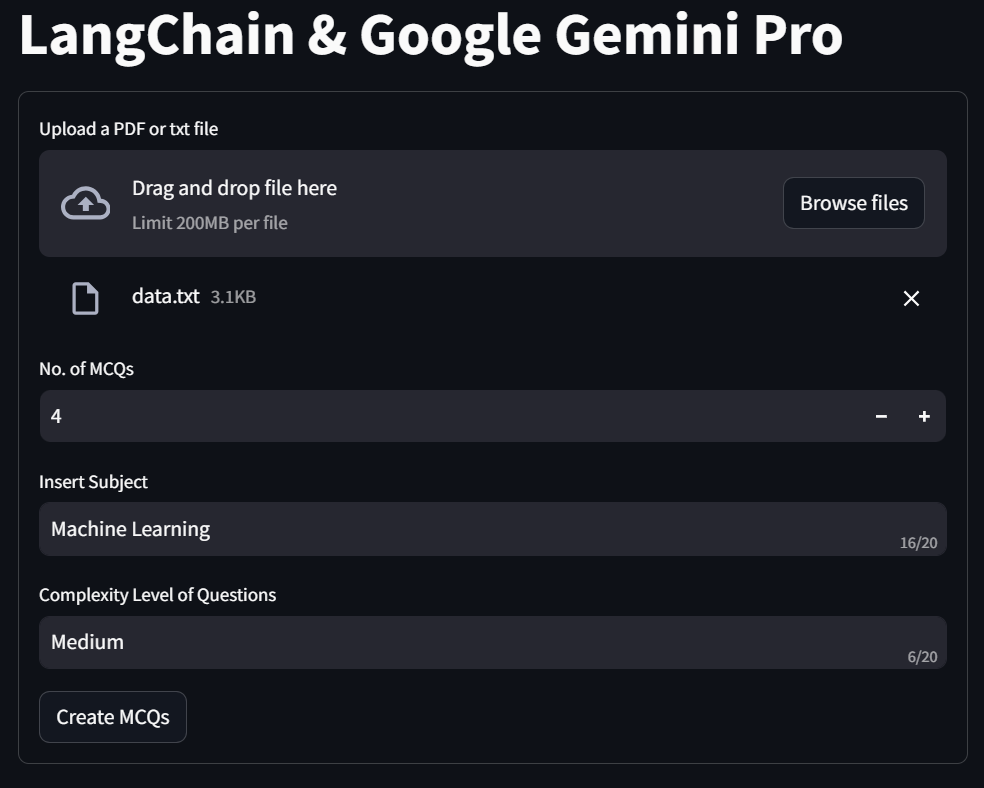 LangChain & Google Gemini Pro
Upload a PDF or txt file
Drag and drop file here
Limit 200MB per file
Browse files
data.txt 3.1KB
No. of MCQs
4
Insert Subject
Machine Learning
16/20
Complexity Level of Questions
Medium
6/20
Create MCQs